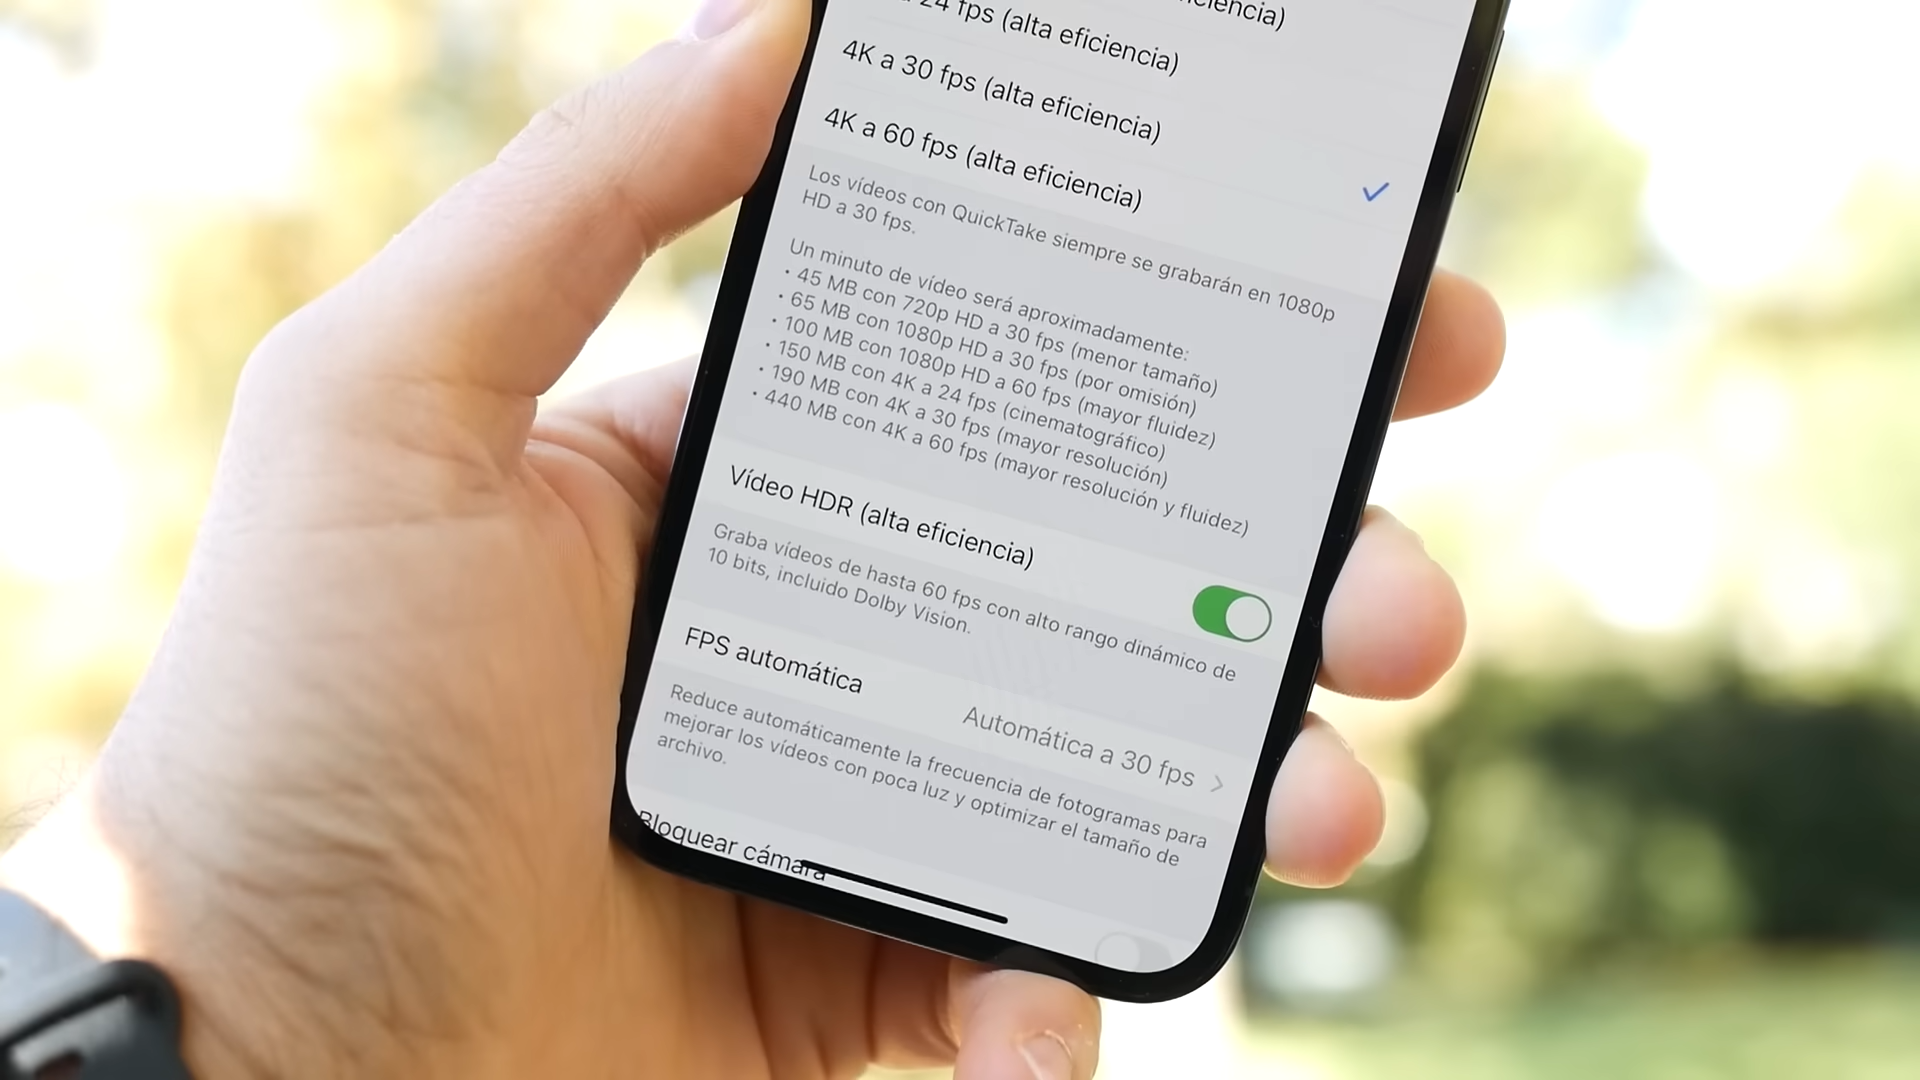 24 fps (alta eficiencia)
4K a 30 fps (alta eficiencia)
4K a 60 fps (alta eficiencia)
Los vídeos con QuickTake siempre se grabarán en 1080p
HD a 30 fps.
Un minuto de vídeo será aproximadamente:
• 45 MB con 720p HD a 30 fps (menor tamaño)
• 65 MB con 1080p HD a 30 fps (por omisión)
• 100 MB con 1080p HD a 60 fps (mayor fluidez)
• 150 MB con 4K a 24 fps (cinematográfico)
• 190 MB con 4K a 30 fps (mayor resolución)
• 440 MB con 4K a 60 fps (mayor resolución y fluidez)
Vídeo HDR (alta eficiencia)
Graba vídeos de hasta 60 fps con alto rango dinámico de
10 bits, incluido Dolby Vision.
FPS automática
Automática a 30 fps
Reduce automáticamente la frecuencia de fotogramas para
mejorar los vídeos con poca luz y optimizar el tamaño de
archivo.
Bloquear cámara